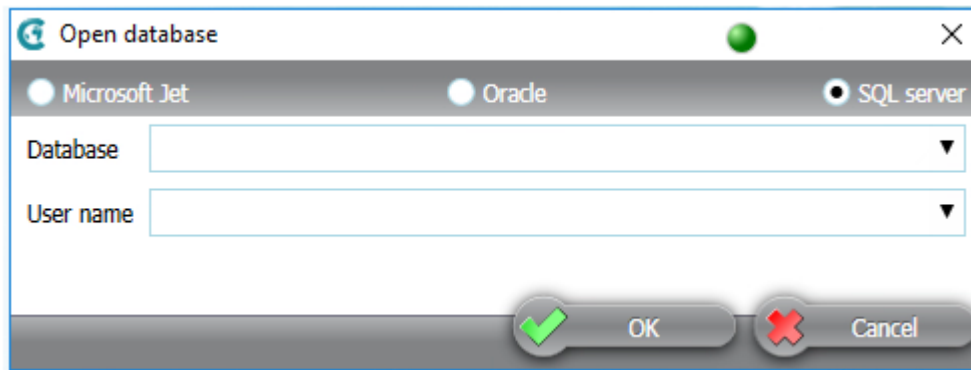 Open database
Microsoft Jet Oracle SQL server
Database
User name
OK Cancel